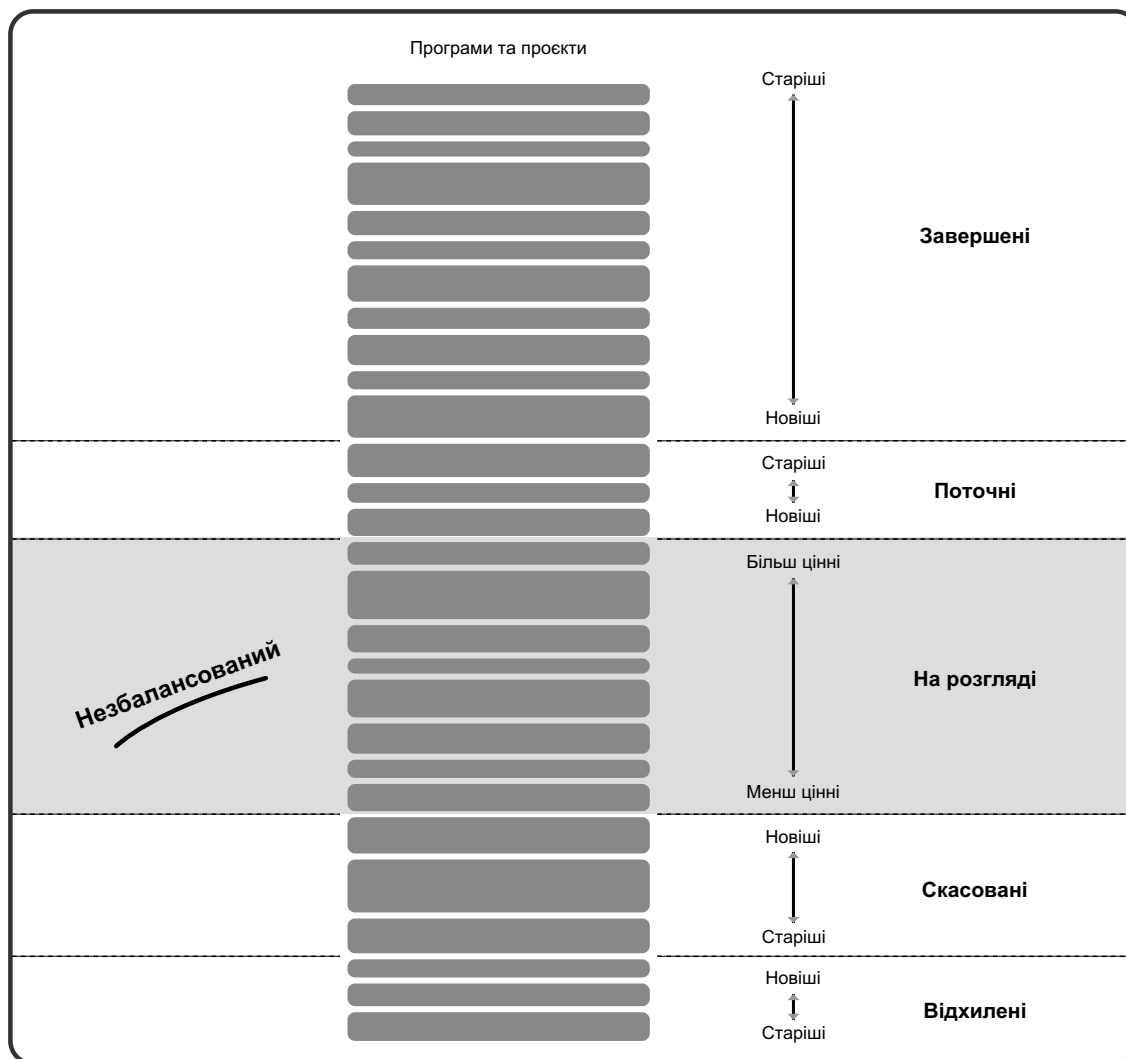 Програми та проєкти
Старіші
Завершені
Новіші
Старіші
Поточні
Новіші
Більш цінні
Незбалансований
На розгляді
Менш цінні
Новіші
Скасовані
Старіші
Новіші
Відхилені
Старіші